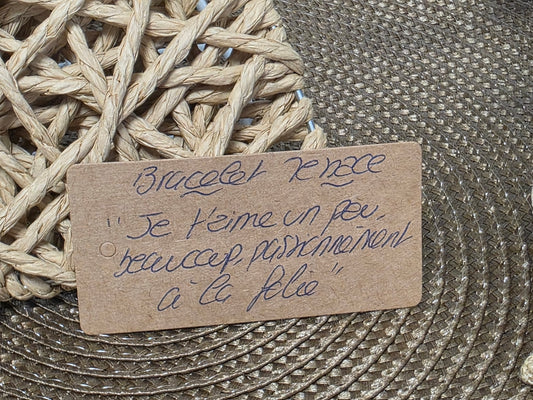 Bracelet Tenace
"Je t'aime un peu,
beaucoup, passionnément
à la folie"